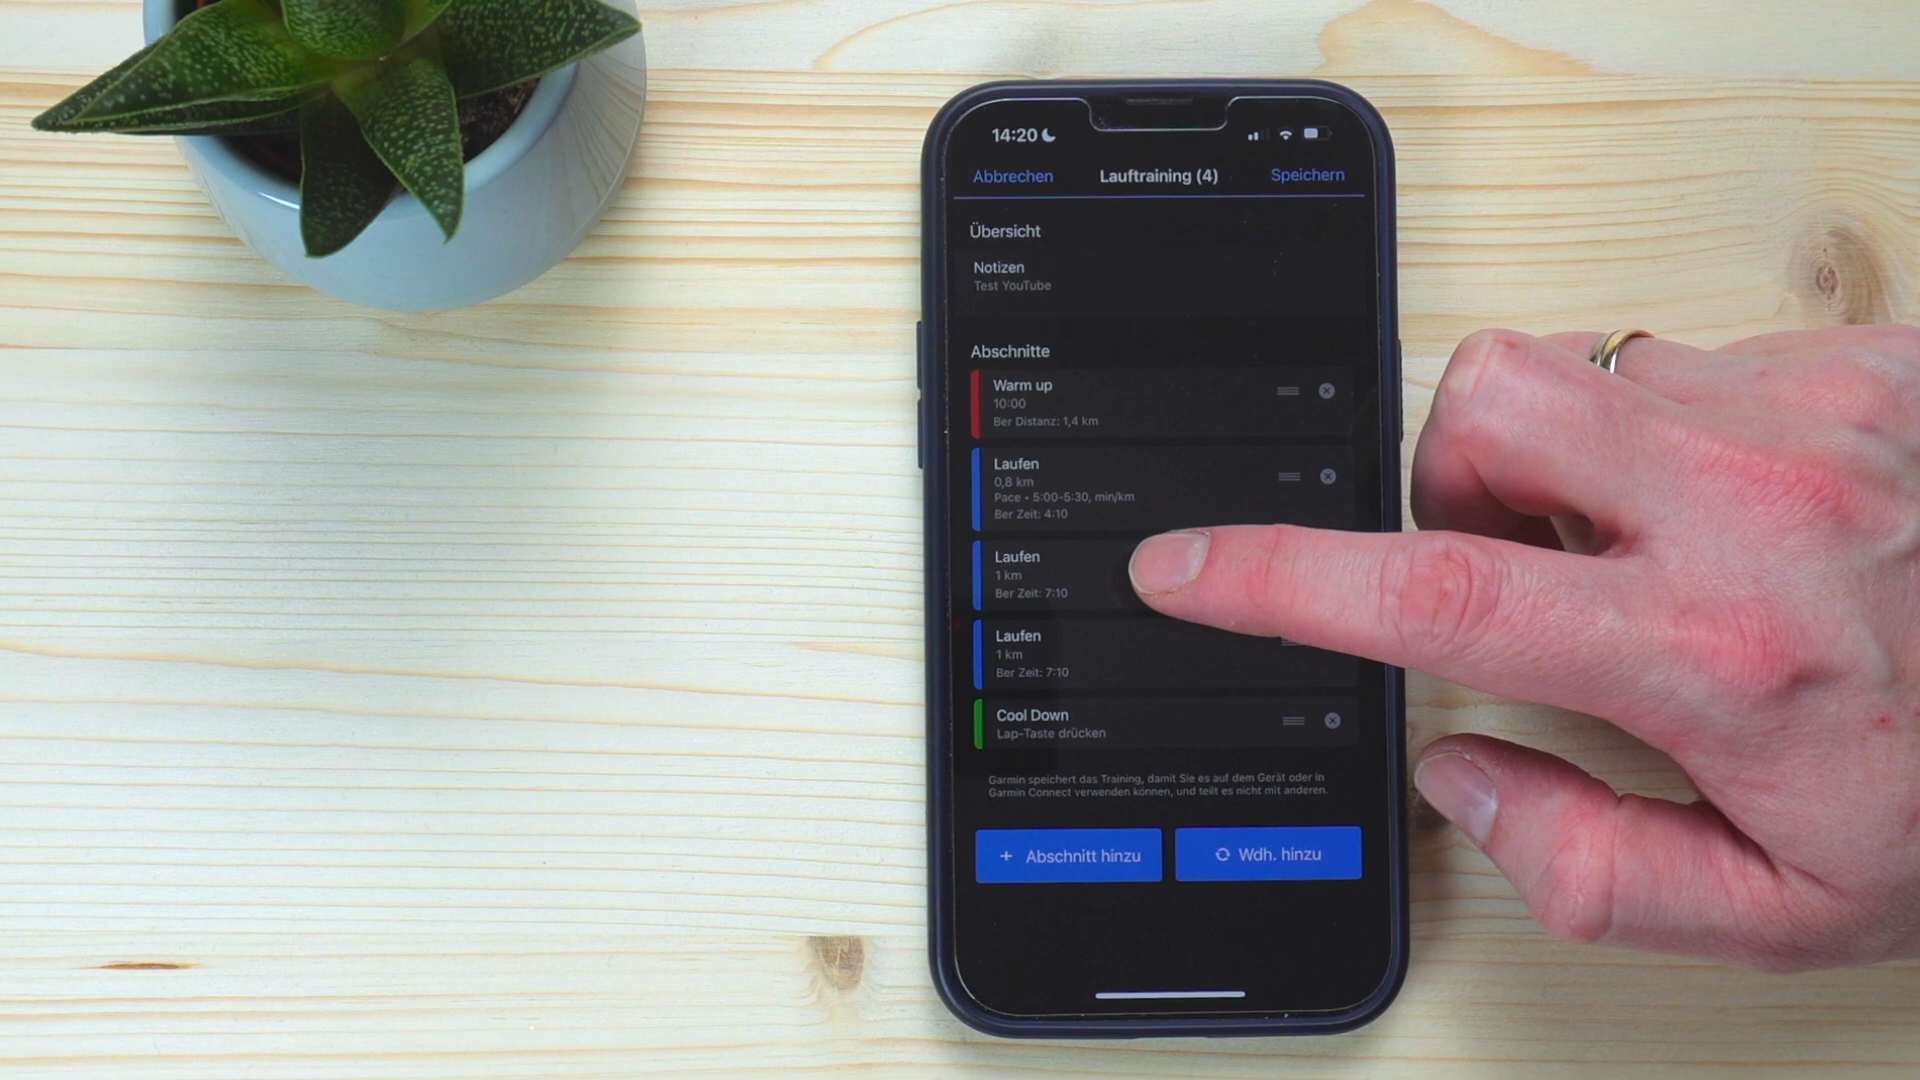 14:20
Abbrechen Lauftraining (4) Speichern
Übersicht
Notizen
Test YouTube
Abschnitte
Warm up
10:00
Ber Distanz: 1,4 km
Laufen
0,8 km
Pace • 5:00-5:30, min/km
Ber Zeit: 4:10
Laufen
1 km
Ber Zeit: 7:10
Laufen
1 km
Ber Zeit: 7:10
Cool Down
Lap-Taste drücken
Garmin speichert das Training, damit Sie es auf dem Gerät oder in
Garmin Connect verwenden können, und teilt es nicht mit anderen.
+ Abschnitt hinzu
Wdh. hinzu